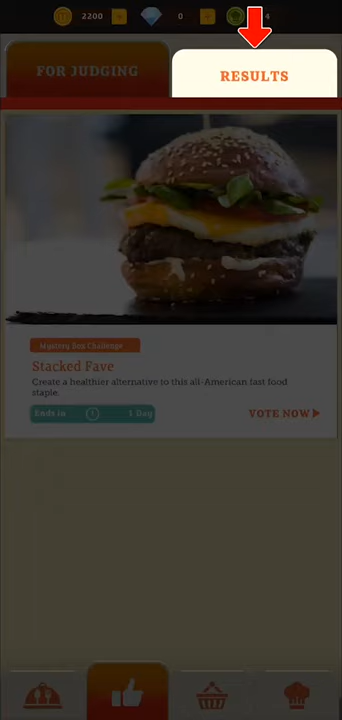 2200
0
4
FOR JUDGING
RESULTS
Mystery Box Challenge
Stacked Fave
Create a healthier alternative to this all-American fast food
staple.
Ends in 1 Day
VOTE NOW